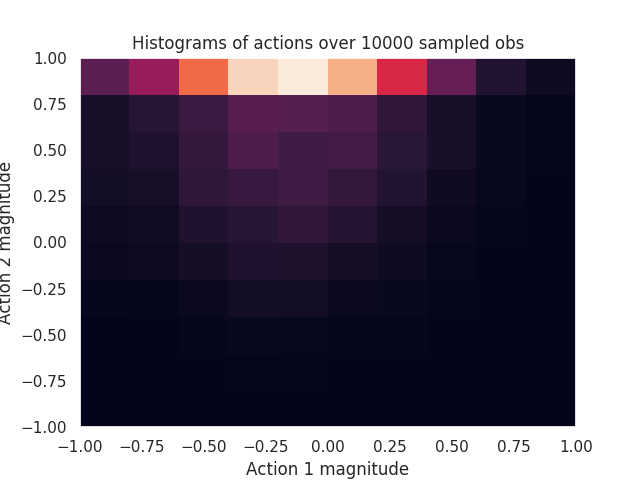 Histograms of actions over 10000 sampled obs
1.00
0.75
0.50
0.25
0.00
−0.25
−0.50
−0.75
−1.00
Action 2 magnitude
−1.00 −0.75 −0.50 −0.25 0.00 0.25 0.50 0.75 1.00
Action 1 magnitude